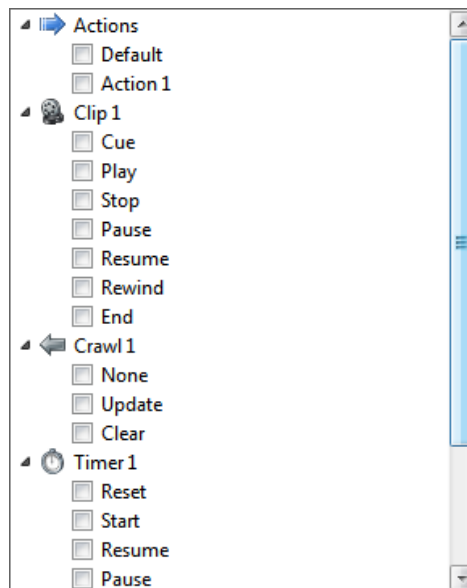 Actions
Default
Action 1
Clip 1
Cue
Play
Stop
Pause
Resume
Rewind
End
Crawl 1
None
Update
Clear
Timer 1
Reset
Start
Resume
Pause